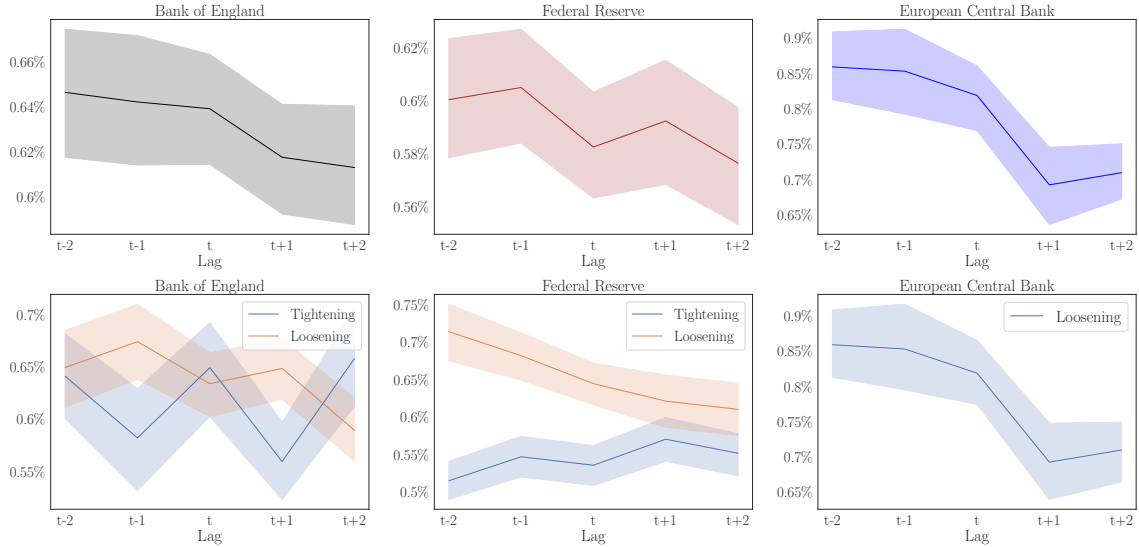 Bank of England
0.66%
0.64%
0.62%
0.6%
t-2 t-1 t t+1 t+2
Lag
Federal Reserve
0.62%
0.6%
0.58%
0.56%
t-2 t-1 t t+1 t+2
Lag
European Central Bank
0.9%
0.85%
0.8%
0.75%
0.7%
0.65%
t-2 t-1 t t+1 t+2
Lag
Bank of England
0.7%
0.65%
0.6%
0.55%
Tightening
Loosening
t-2 t-1 t t+1 t+2
Lag
Federal Reserve
0.75%
0.7%
0.65%
0.6%
0.55%
0.5%
Tightening
Loosening
t-2 t-1 t t+1 t+2
Lag
European Central Bank
0.9%
0.85%
0.8%
0.75%
0.7%
0.65%
Loosening
t-2 t-1 t t+1 t+2
Lag